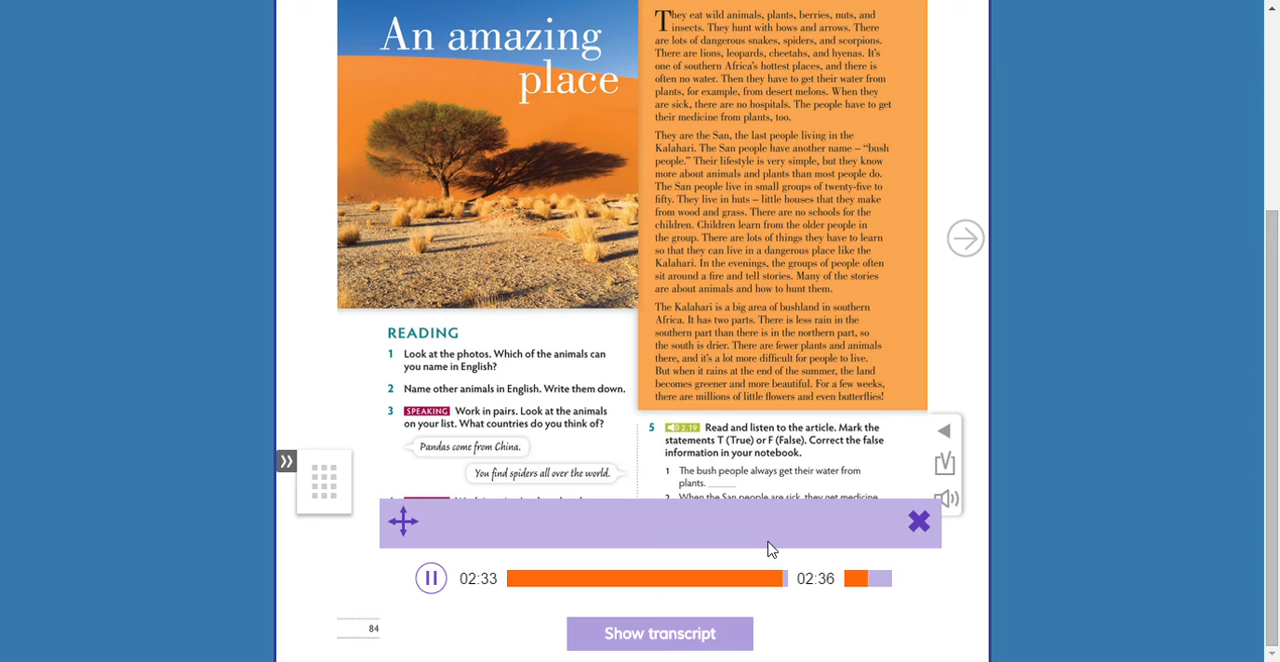 An amazing
place
They eat wild animals, plants, berries, nuts, and
insects. They hunt with bows and arrows. There
are lots of dangerous snakes, spiders, and scorpions.
There are lions, leopards, cheetahs, and hyenas. It's
one of southern Africa's hottest places, and there is
often no water. Then they have to get their water from
plants, for example, from desert melons. When they
are sick, there are no hospitals. The people have to get
their medicine from plants, too.
They are the San, the last people living in the
Kalahari. The San people have another name – “bush
people.” Their lifestyle is very simple, but they know
more about animals and plants than most people do.
The San people live in small groups of twenty-five to
fifty. They live in huts – little houses that they make
from wood and grass. There are no schools for the
children. Children learn from the older people in
the group. There are lots of things they have to learn
so that they can live in a dangerous place like the
Kalahari. In the evenings, the groups of people often
sit around a fire and tell stories. Many of the stories
are about animals and how to hunt them.
The Kalahari is a big area of bushland in southern
Africa. It has two parts. There is less rain in the
southern part than there is in the northern part, so
the south is drier. There are fewer plants and animals
there, and it's a lot more difficult for people to live.
But when it rains at the end of the summer, the land
becomes greener and more beautiful. For a few weeks,
there are millions of little flowers and even butterflies!
READING
1 Look at the photos. Which of the animals can
you name in English?
2 Name other animals in English. Write them down.
3 SPEAKING Work in pairs. Look at the animals
on your list. What countries do you think of?
Pandas come from China.
You find spiders all over the world.
5 2.19 Read and listen to the article. Mark the
statements T (True) or F (False). Correct the false
information in your notebook.
1 The bush people always get their water from
plants. _____
2 When the San people are sick, they get medicine
02:33 02:36
84
Show transcript